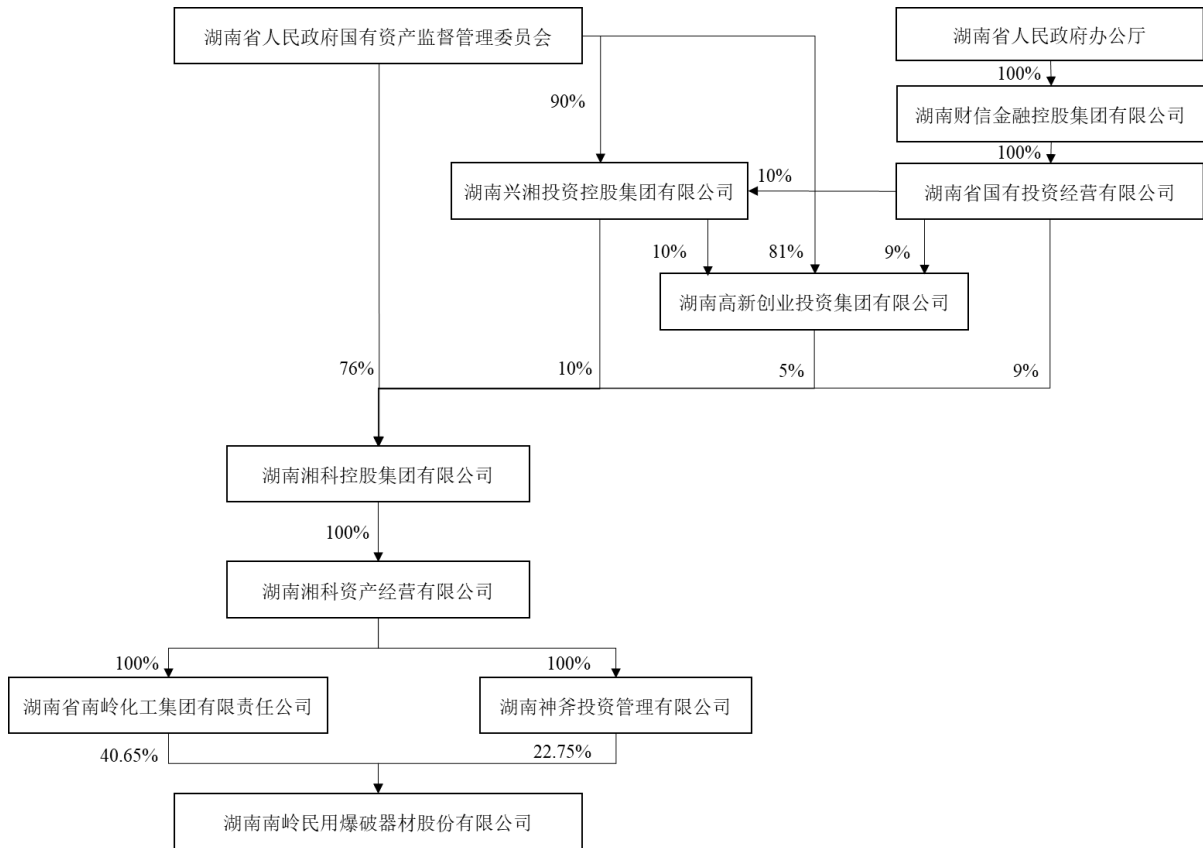 湖南省人民政府国有资产监督管理委员会
湖南省人民政府办公厅
100%
90%
湖南财信金融控股集团有限公司
100%
湖南兴湘投资控股集团有限公司
10%
湖南省国有投资经营有限公司
10%
81%
9%
湖南高新创业投资集团有限公司
76%
10%
5%
9%
湖南湘科控股集团有限公司
100%
湖南湘科资产经营有限公司
100%
100%
湖南省南岭化工集团有限责任公司
湖南神斧投资管理有限公司
40.65%
22.75%
湖南南岭民用爆破器材股份有限公司